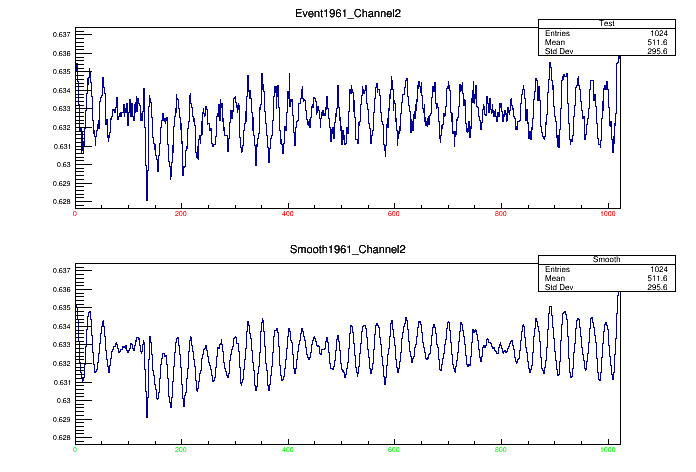 Event1961_Channel2
Test
Entries 1024
Mean 511.6
Std Dev 295.6
0.637
0.636
0.635
0.634
0.633
0.632
0.631
0.63
0.629
0.628
0 200 400 600 800 1000
Smooth1961_Channel2
Smooth
Entries 1024
Mean 511.6
Std Dev 295.6
0.637
0.636
0.635
0.634
0.633
0.632
0.631
0.63
0.629
0.628
0 200 400 600 800 1000